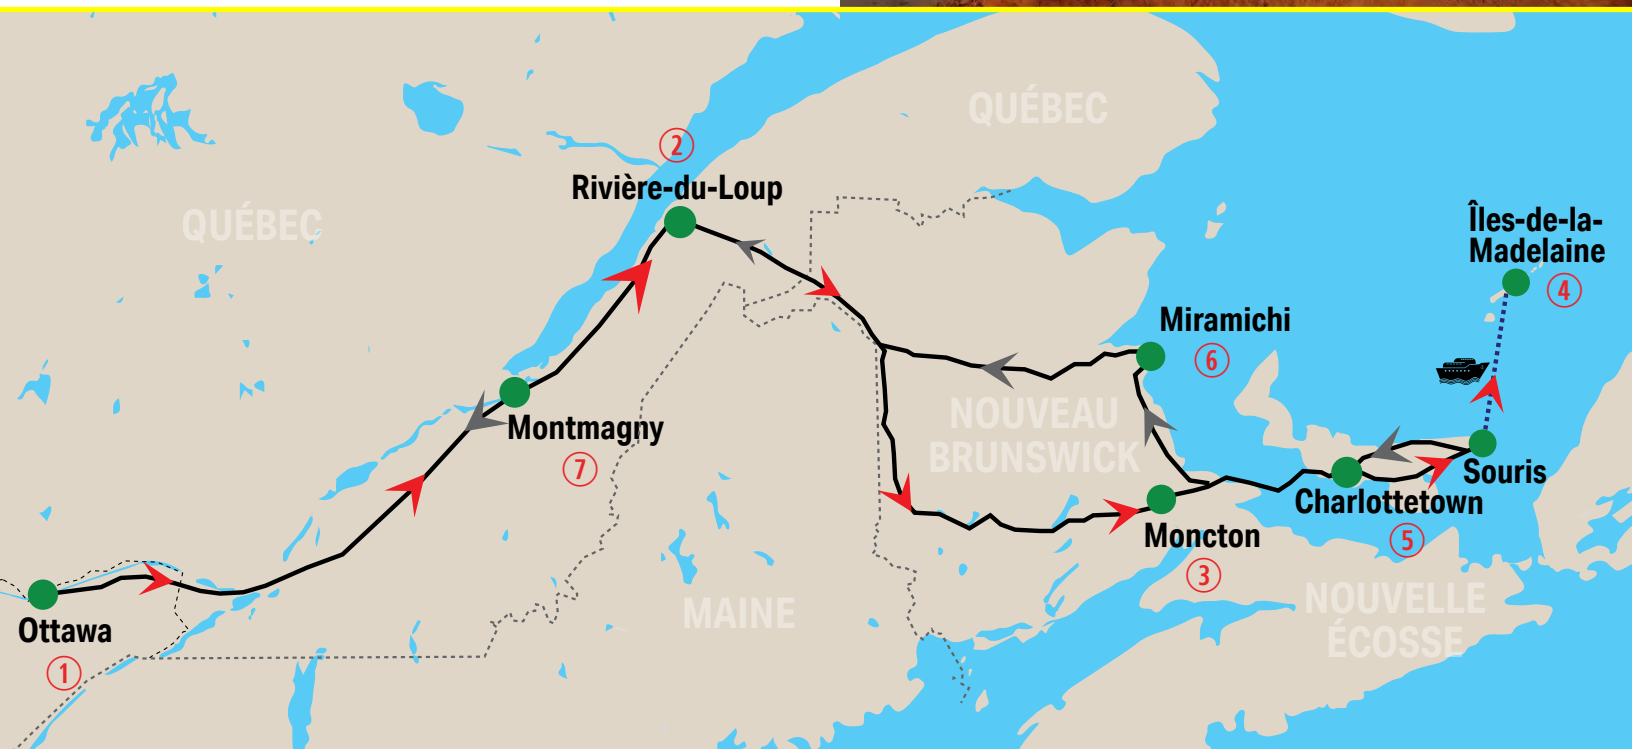 QUÉBEC
②
Rivière-du-Loup
QUÉBEC
Îles-de-la-
Madelaine
④
Miramichi
⑥
Montmagny
⑦
NOUVEAU
BRUNSWICK
Souris
Charlottetown
⑤
Moncton
③
Ottawa
①
MAINE
NOUVELLE
ÉCOSSE